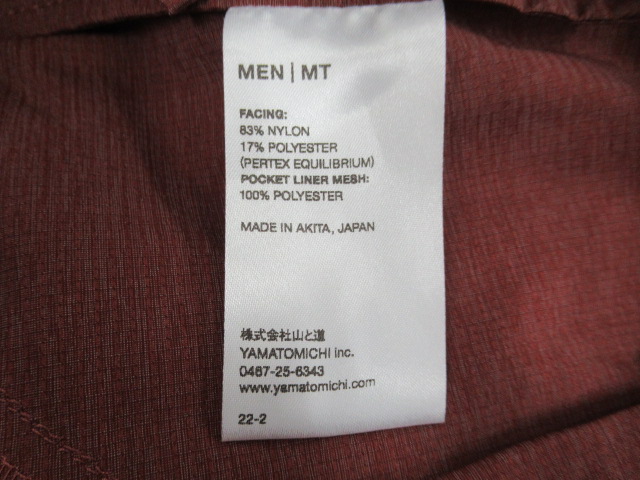 MEN | MT
FACING:
83% NYLON
17% POLYESTER
(PERTEX EQUILIBRIUM)
POCKET LINER MESH:
100% POLYESTER
MADE IN AKITA, JAPAN
株式会社山と道
YAMATOMICHI inc.
0467-25-6343
www.yamatomichi.com
22-2